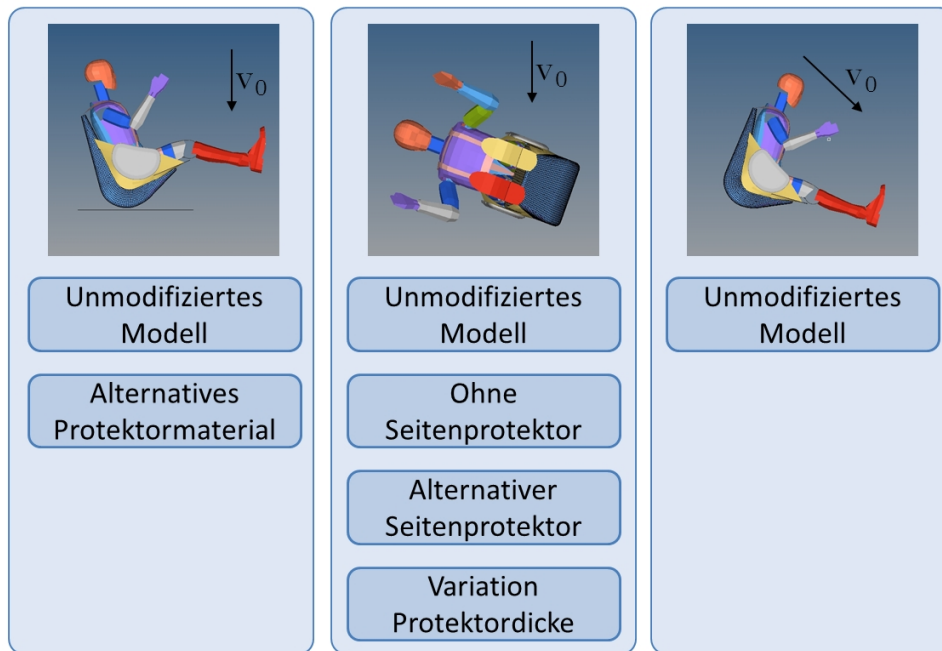 v0
Unmodifiziertes
Modell
Alternatives
Protektormaterial
v0
Unmodifiziertes
Modell
Ohne
Seitenprotektor
Alternativer
Seitenprotektor
Variation
Protektordicke
v0
Unmodifiziertes
Modell